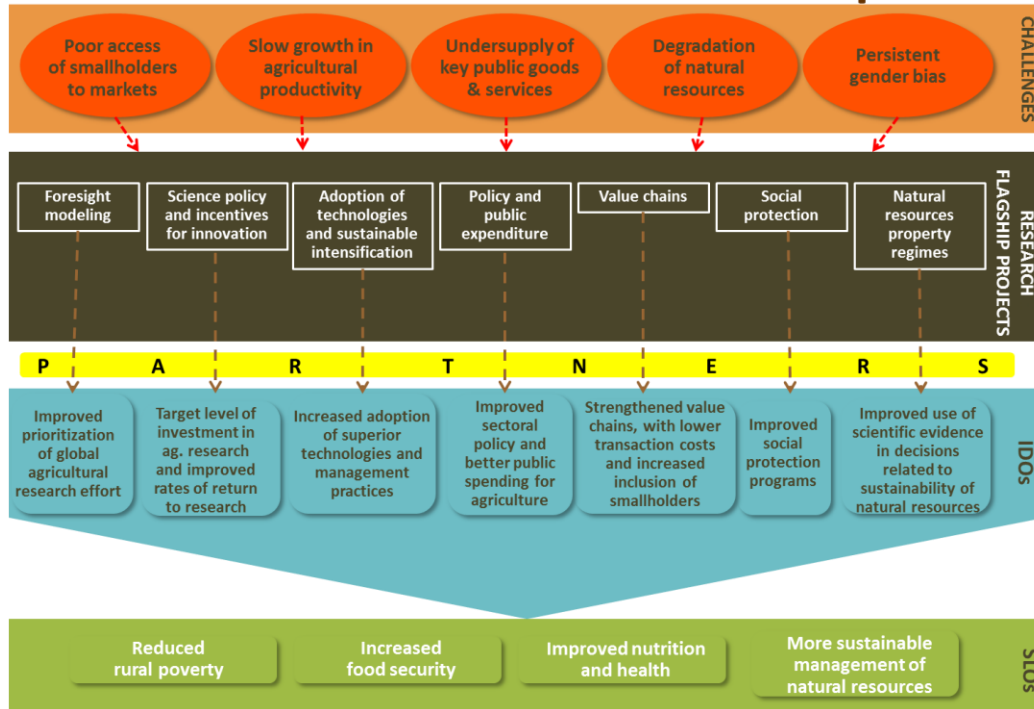 Poor access
of smallholders
to markets
Slow growth in
agricultural
productivity
Undersupply of
key public goods
& services
Degradation
of natural
resources
Persistent
gender bias
CHALLENGES
Foresight
modeling
Science policy
and incentives
for innovation
Adoption of
technologies
and sustainable
intensification
Policy and
public
expenditure
Value chains
Social
protection
Natural
resources
property
regimes
RESEARCH
FLAGSHIP PROJECTS
P A R T N E R S
Improved
prioritization
of global
agricultural
research effort
Target level of
investment in
ag. research
and improved
rates of return
to research
Increased adoption
of superior
technologies and
management
practices
Improved
sectoral
policy and
better public
spending for
agriculture
Strengthened value
chains, with lower
transaction costs
and increased
inclusion of
smallholders
Improved
social
protection
programs
Improved use of
scientific evidence
in decisions
related to
sustainability of
natural resources
IDOs
Reduced
rural poverty
Increased
food security
Improved nutrition
and health
More sustainable
management of
natural resources
SLOs